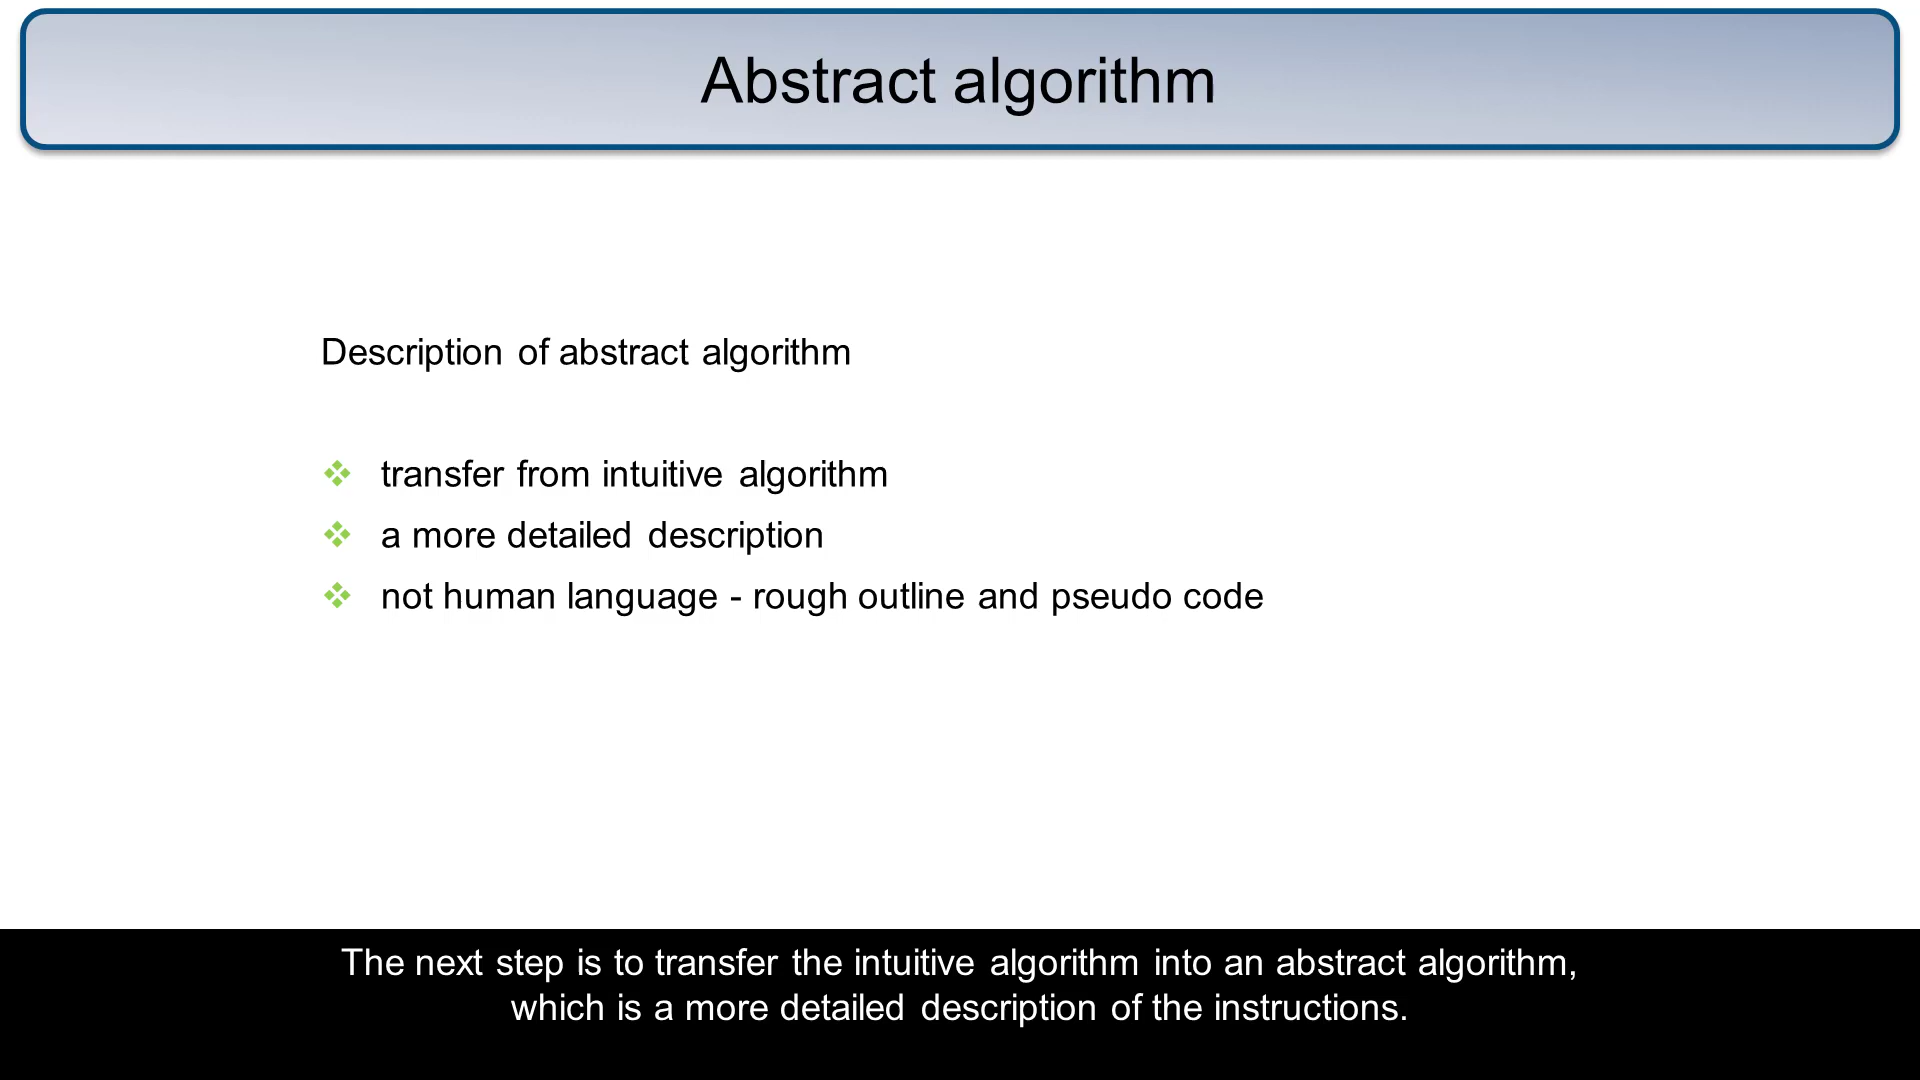 Abstract algorithm
Description of abstract algorithm
transfer from intuitive algorithm
a more detailed description
not human language - rough outline and pseudo code
The next step is to transfer the intuitive algorithm into an abstract algorithm,
which is a more detailed description of the instructions.